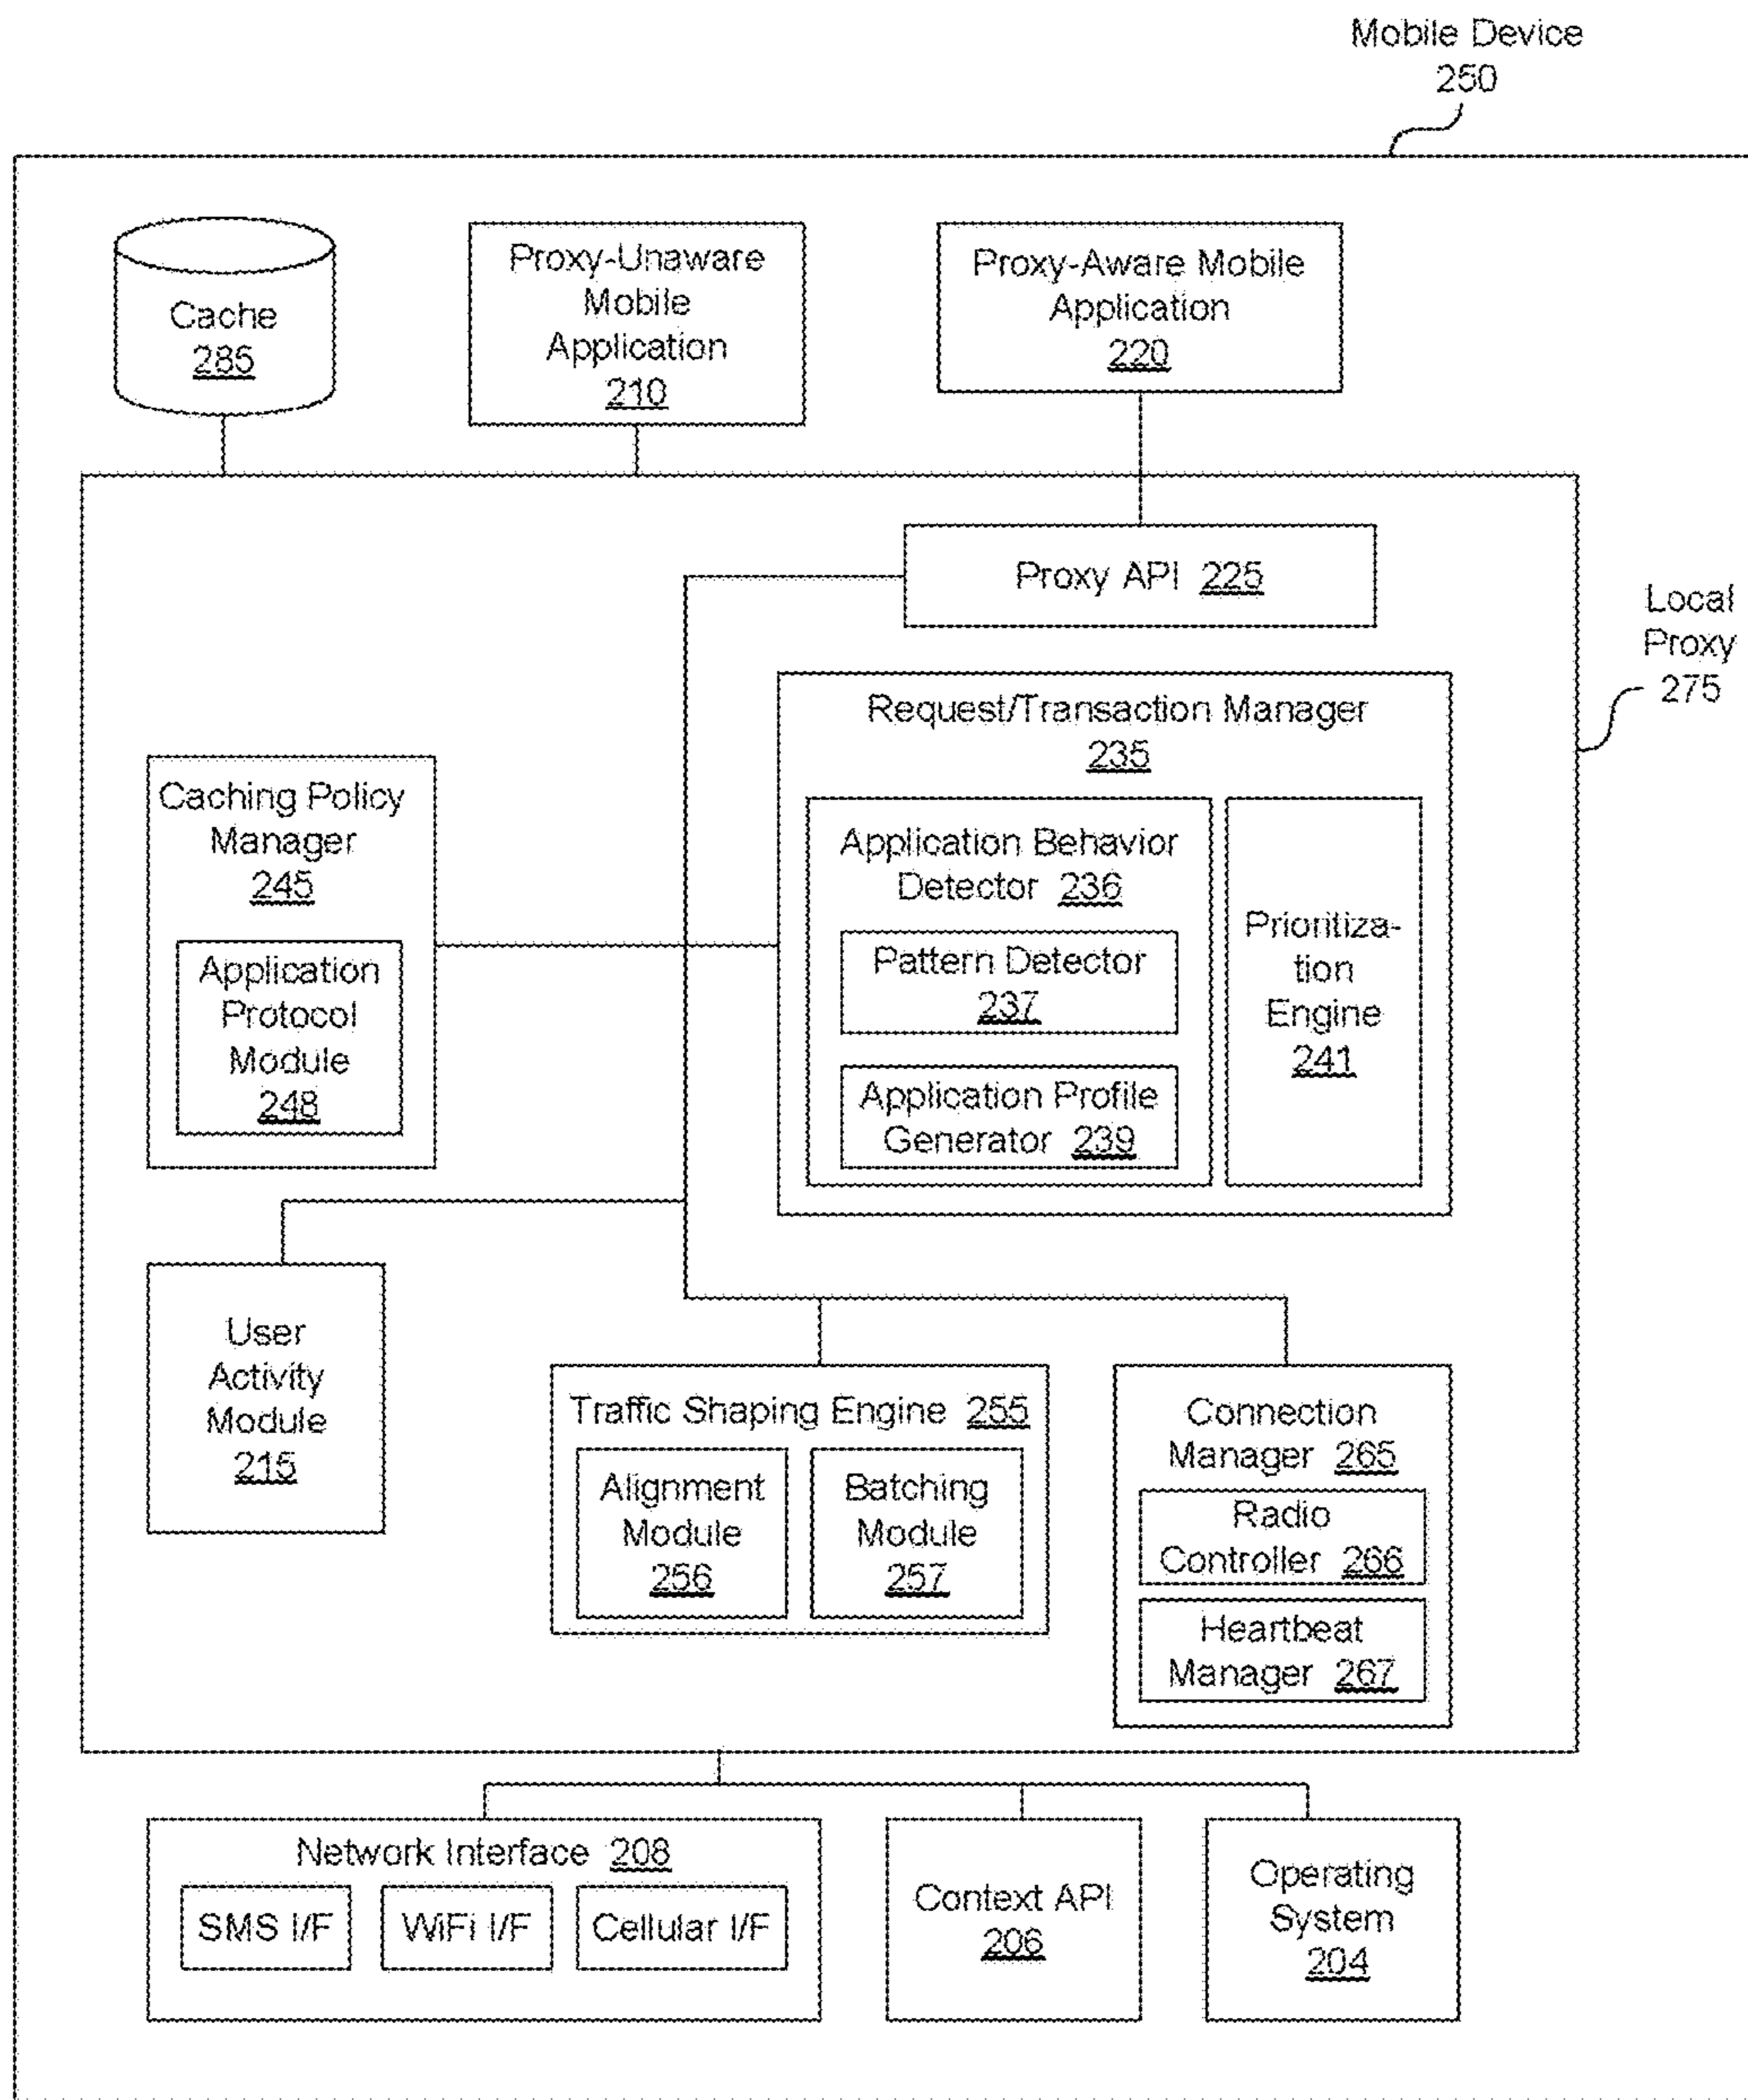 Mobile Device
250
Cache
285
Proxy-Unaware
Mobile
Application
210
Proxy-Aware Mobile
Application
220
Proxy API 225
Local
Proxy
275
Request/Transaction Manager
235
Caching Policy
Manager
245
Application
Protocol
Module
248
Application Behavior
Detector 236
Pattern Detector
237
Application Profile
Generator 239
Prioritiza-
tion
Engine
241
User
Activity
Module
215
Traffic Shaping Engine 255
Alignment
Module
256
Batching
Module
257
Connection
Manager 265
Radio
Controller 266
Heartbeat
Manager 267
Network Interface 208
SMS I/F
WiFi I/F
Cellular I/F
Context API
206
Operating
System
204